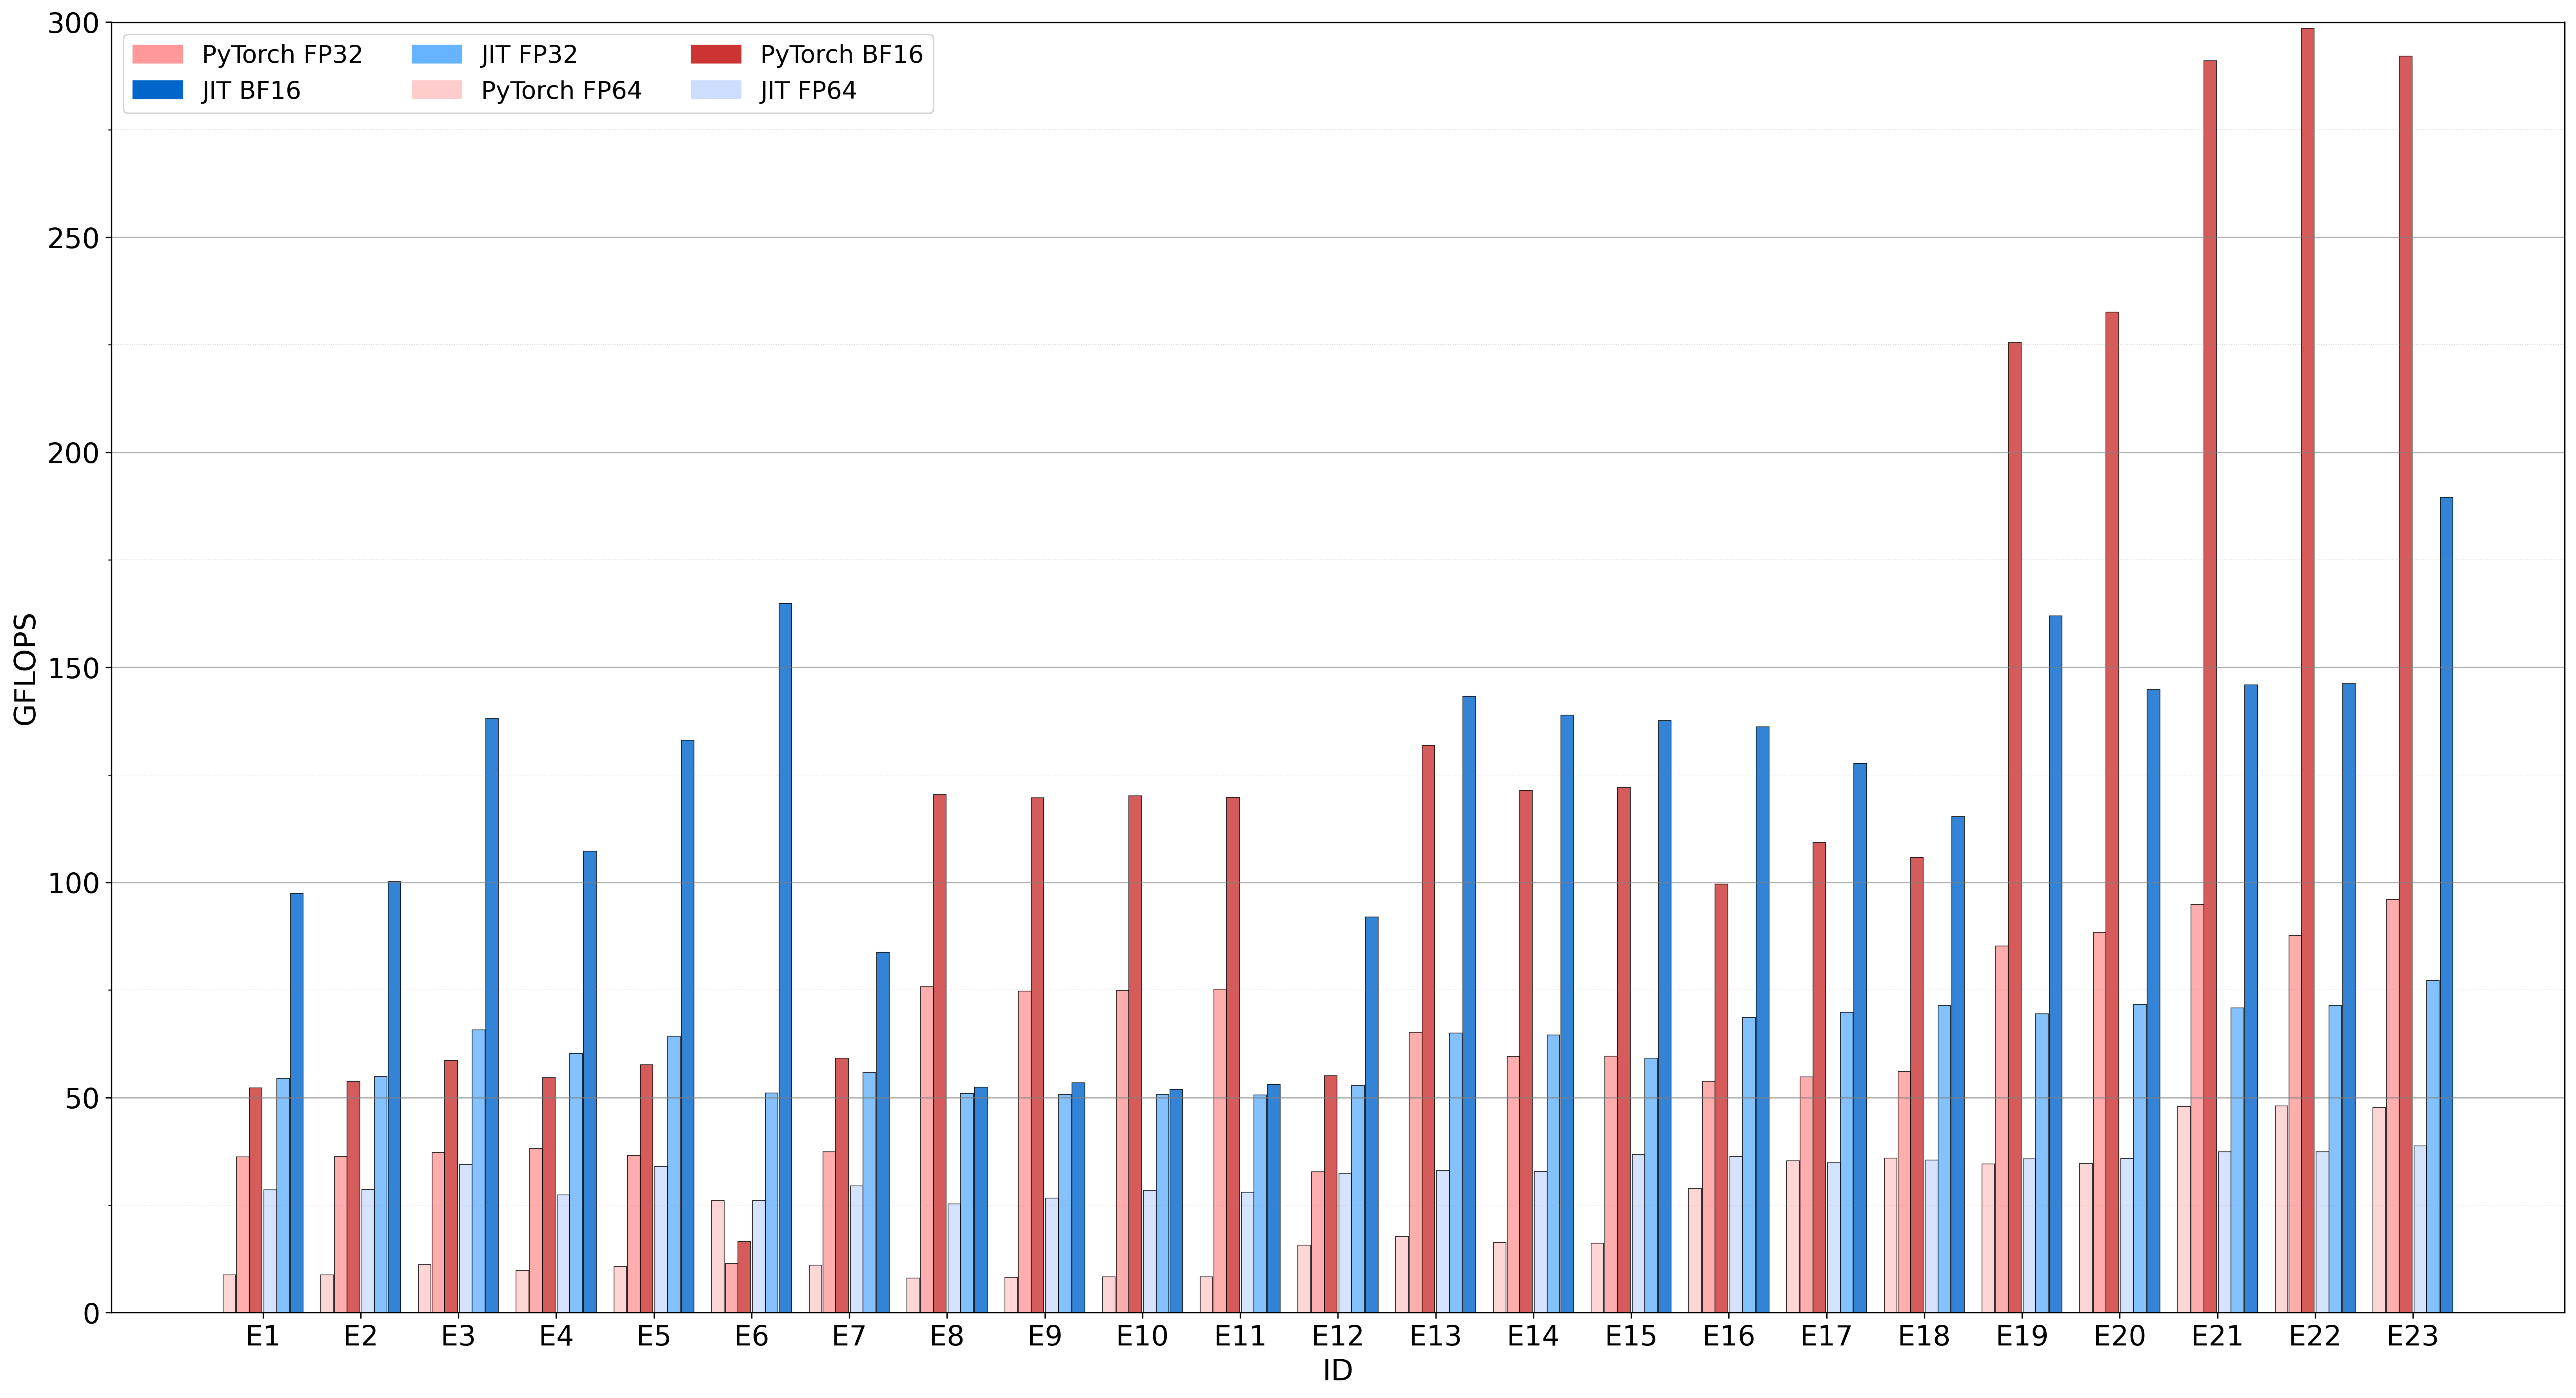 PyTorch FP32 JIT FP32 PyTorch BF16
JIT BF16 PyTorch FP64 JIT FP64
300
250
200
150
100
50
0
GFLOPS
E1 E2 E3 E4 E5 E6 E7 E8 E9 E10 E11 E12 E13 E14 E15 E16 E17 E18 E19 E20 E21 E22 E23
ID